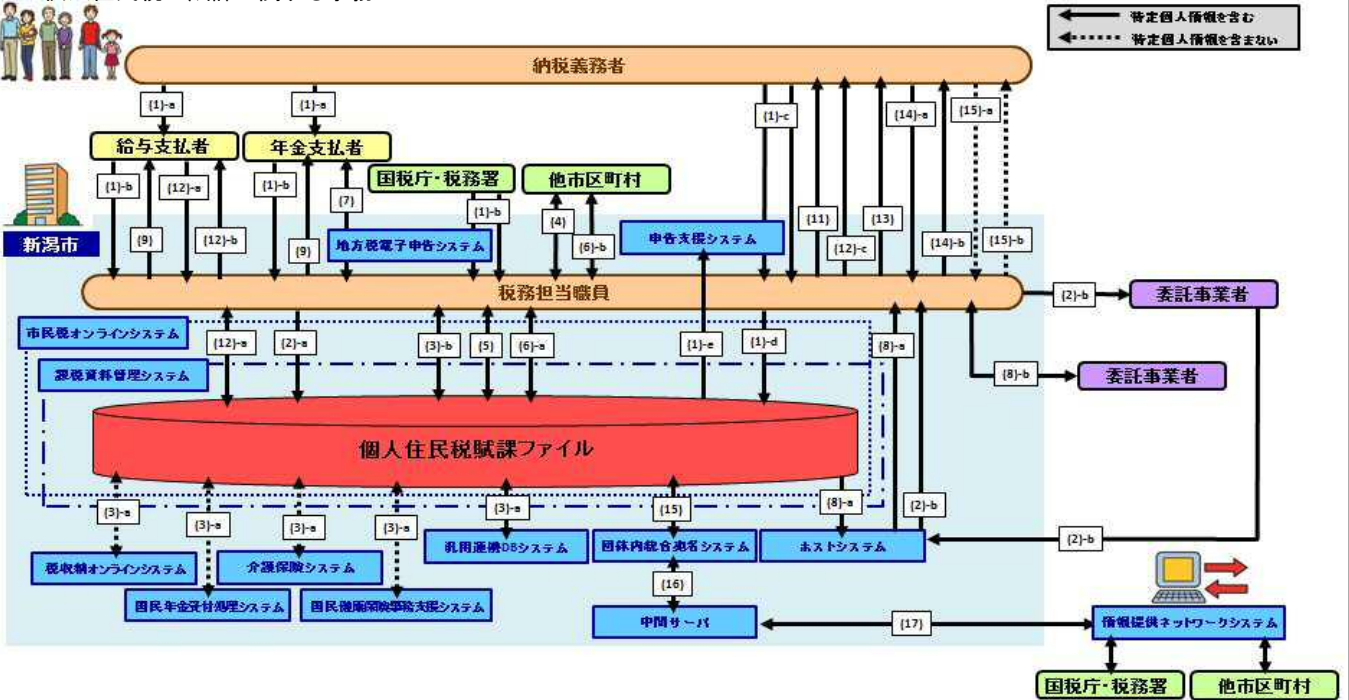 特定個人情報を含む
特定個人情報を含まない
納税義務者
(1)-a
(1)-a
(1)-c
(14)-a
(15)-a
給与支払者
年金支払者
国税庁・税務署
他市区町村
(1)-b
(12)-a
(1)-b
(7)
(1)-b
(4)
(11)
(13)
(9)
(12)-b
(9)
(6)-b
(12)-c
(14)-b
(15)-b
新潟市
地方税電子申告システム
申告支援システム
税務担当職員
(2)-b
委託事業者
市民税オンラインシステム
(12)-a
(2)-a
(3)-b
(5)
(6)-a
(1)-e
(1)-d
(8)-a
課税資料管理システム
(8)-b
委託事業者
個人住民税賦課ファイル
(3)-a
(3)-a
(3)-a
(3)-a
(3)-a
(15)
(8)-a
(2)-b
税収納オンラインシステム
介護保険システム
汎用連携DBシステム
団体内統合宛名システム
ホストシステム
(2)-b
国民年金受付処理システム
国民健康保険事務支援システム
(16)
中間サーバ
(17)
情報提供ネットワークシステム
国税庁・税務署
他市区町村